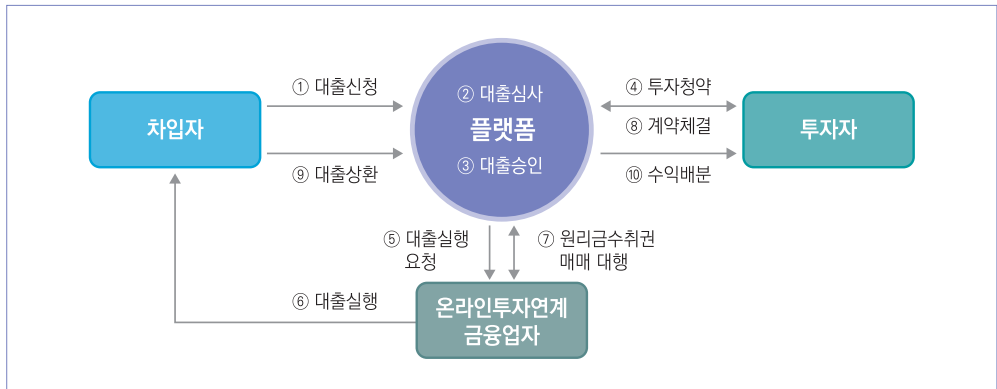 ① 대출신청
② 대출심사
④ 투자청약
차입자
플랫폼
⑧ 계약체결
투자자
⑨ 대출상환
③ 대출승인
⑩ 수익배분
⑤ 대출실행
요청
⑦ 원리금수취권
매매 대행
⑥ 대출실행
온라인투자연계
금융업자